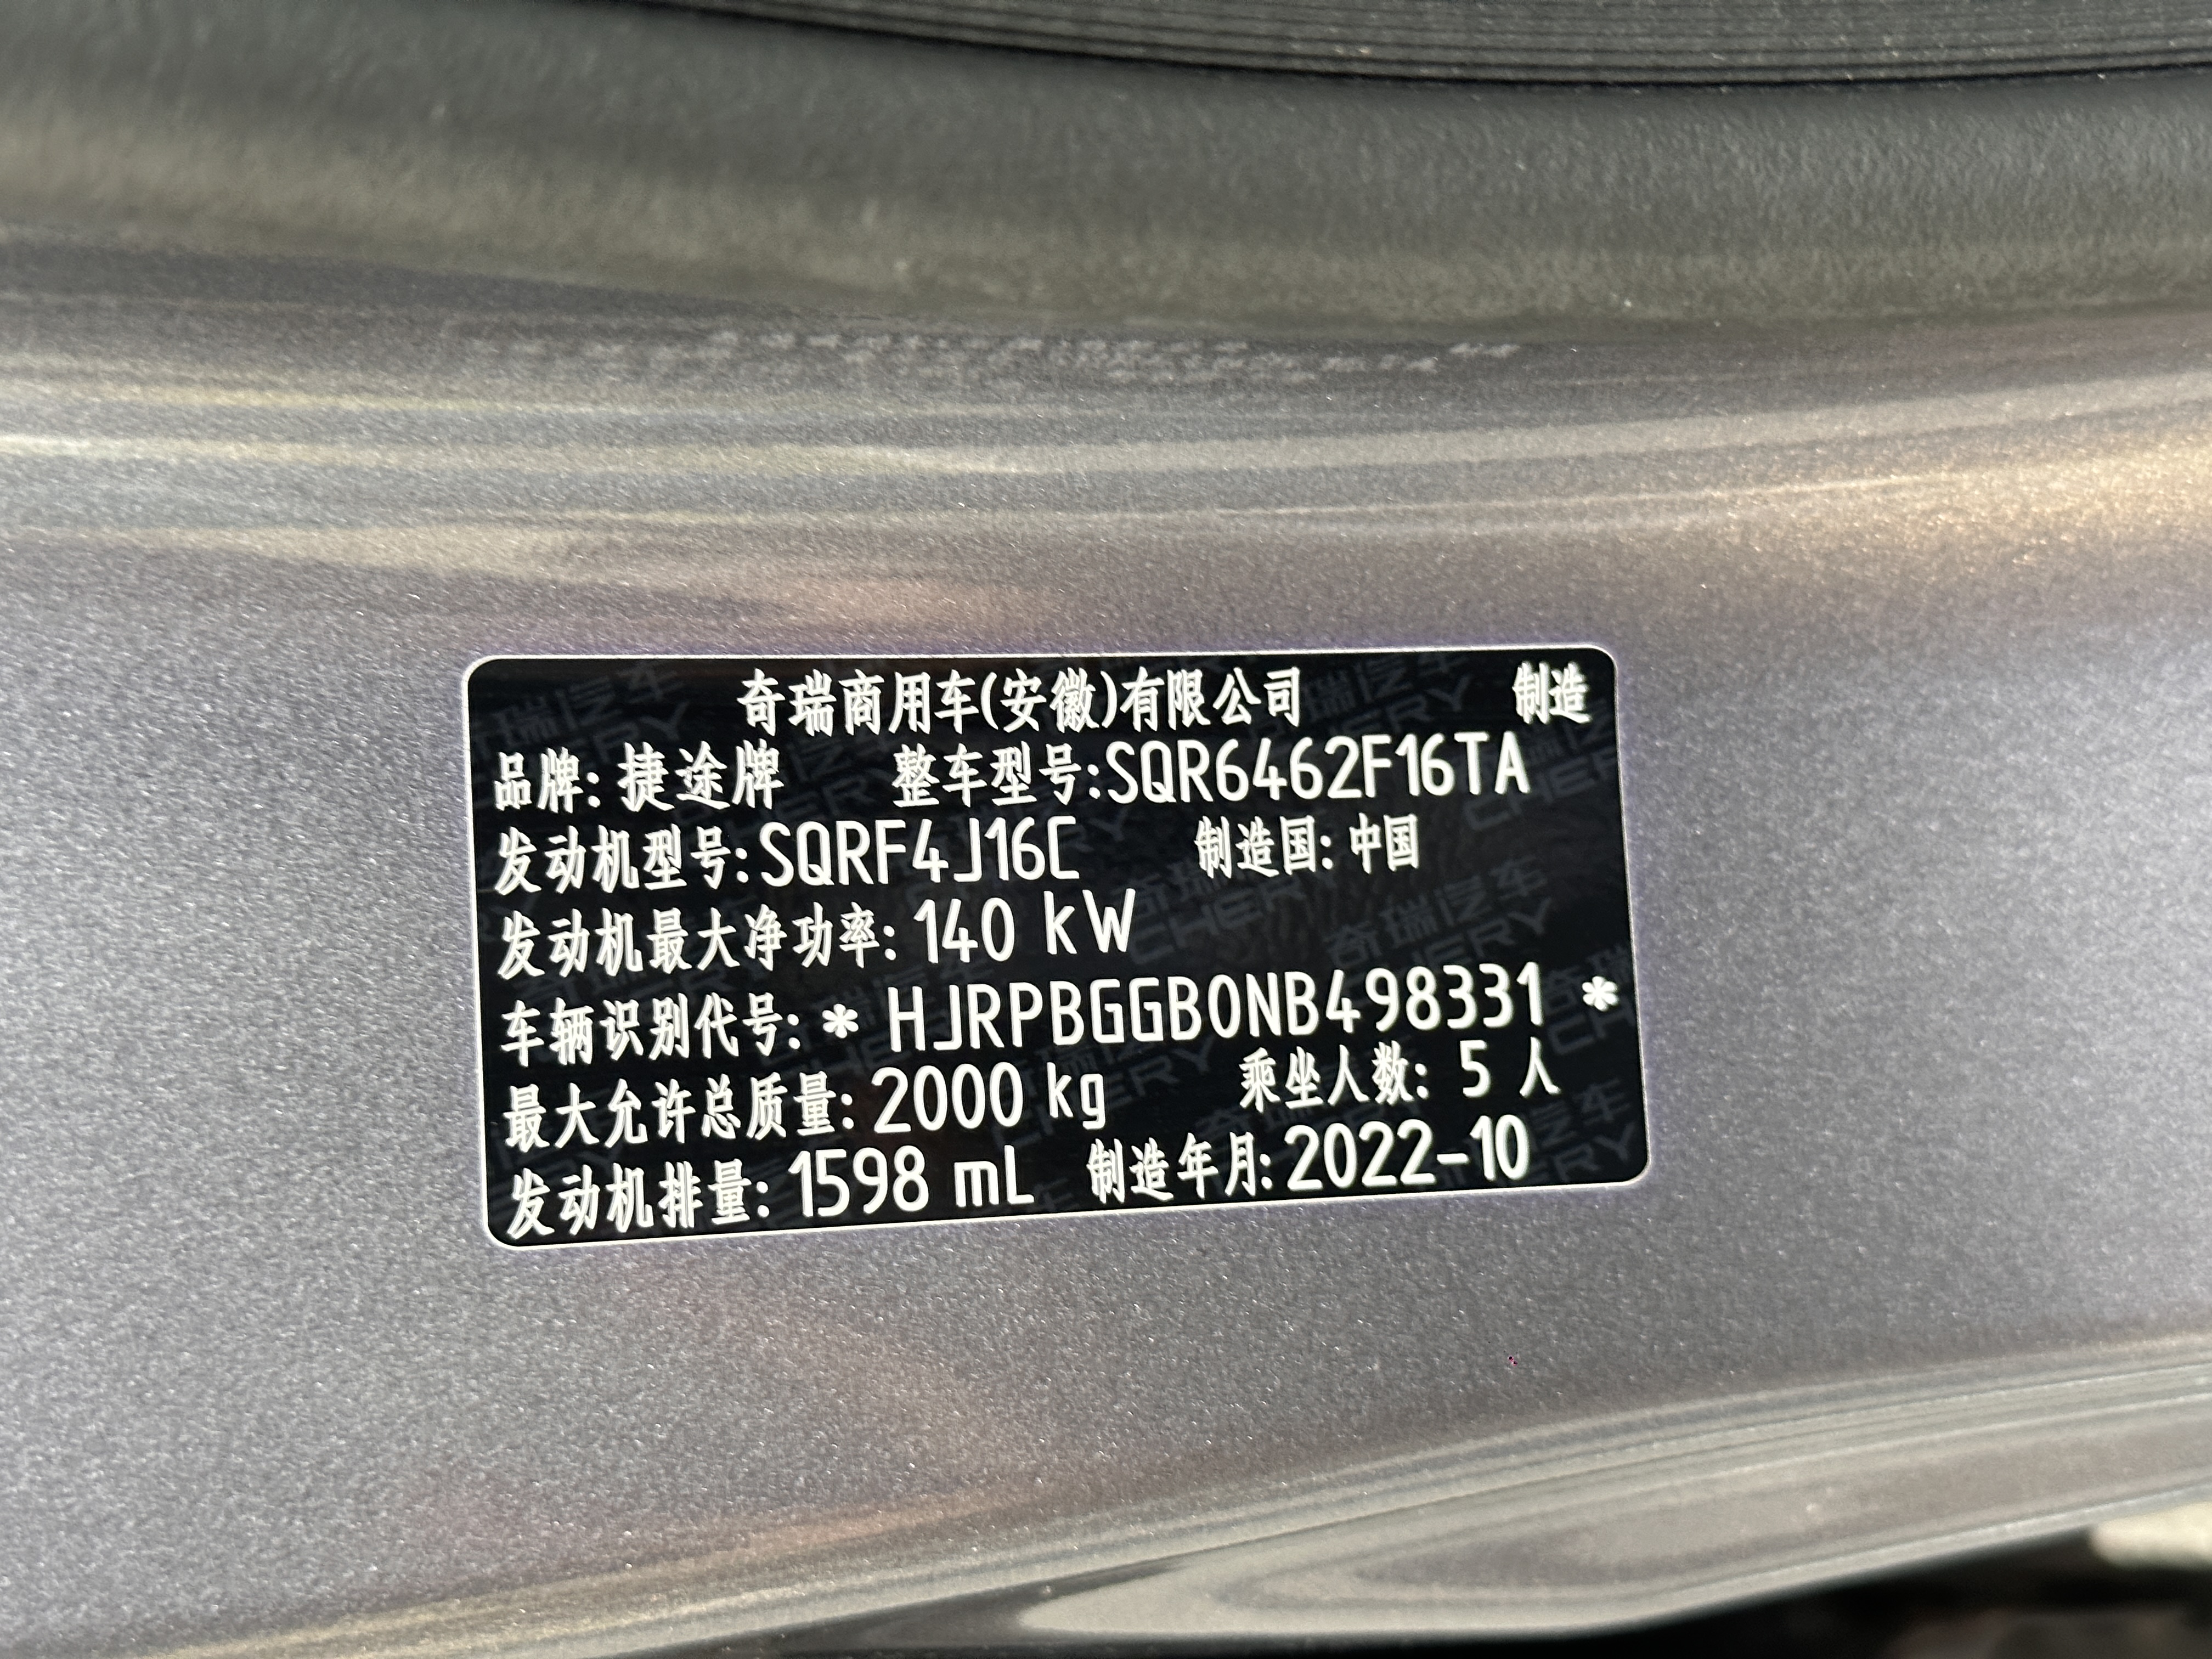 奇瑞商用车(安徽)有限公司 制造
品牌: 捷途牌 整车型号:SQR6462F16TA
发动机型号:SQRF4J16C 制造国: 中国
发动机最大净功率: 140 kW
车辆识别代号: * HJRPBGGB0NB498331 *
最大允许总质量: 2000 kg 乘坐人数: 5 人
发动机排量: 1598 mL 制造年月: 2022-10